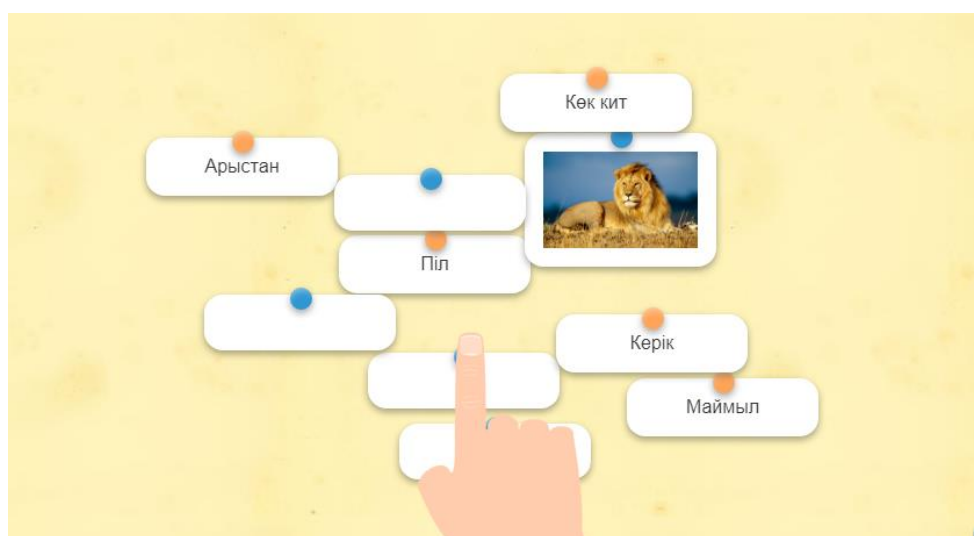 Көк кит
Арыстан
Піл
Керік
Маймыл